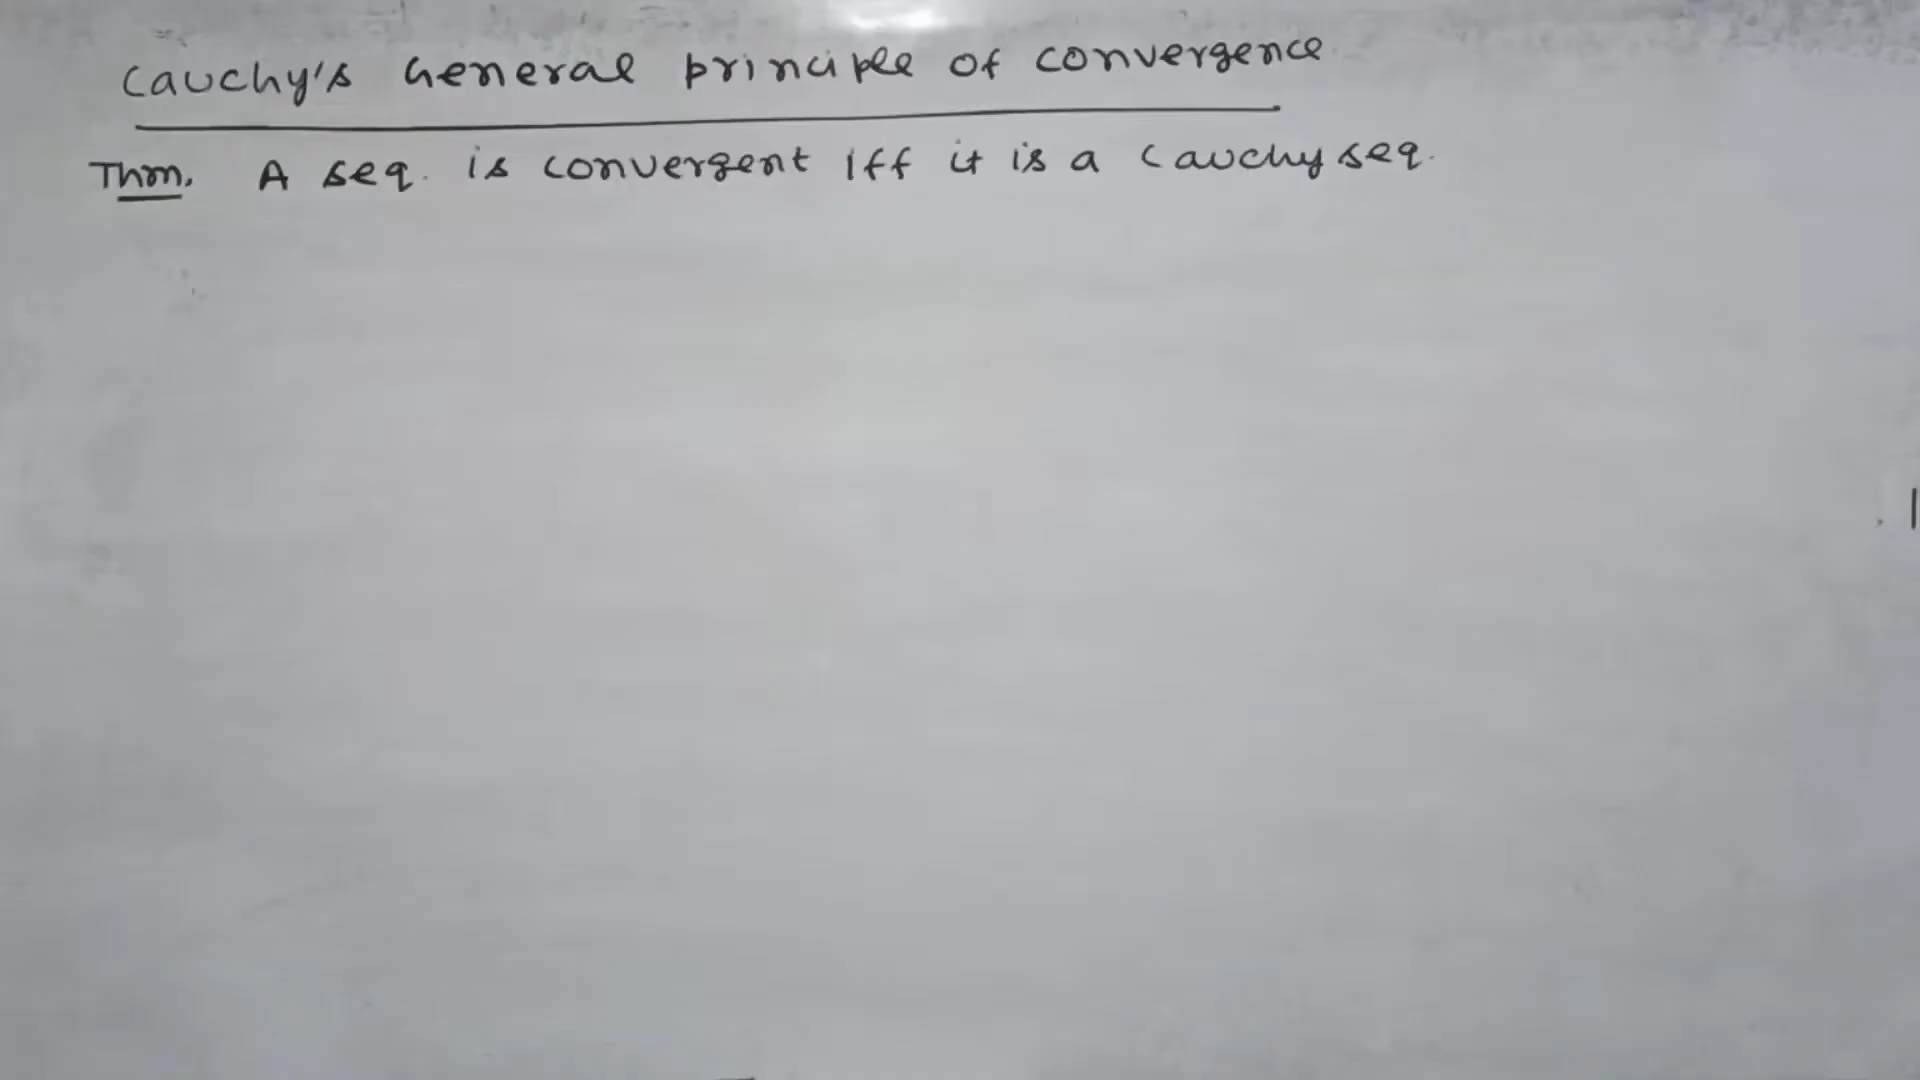 Cauchy's General principle of convergence.
Thm. A seq. is convergent iff it is a Cauchy seq.